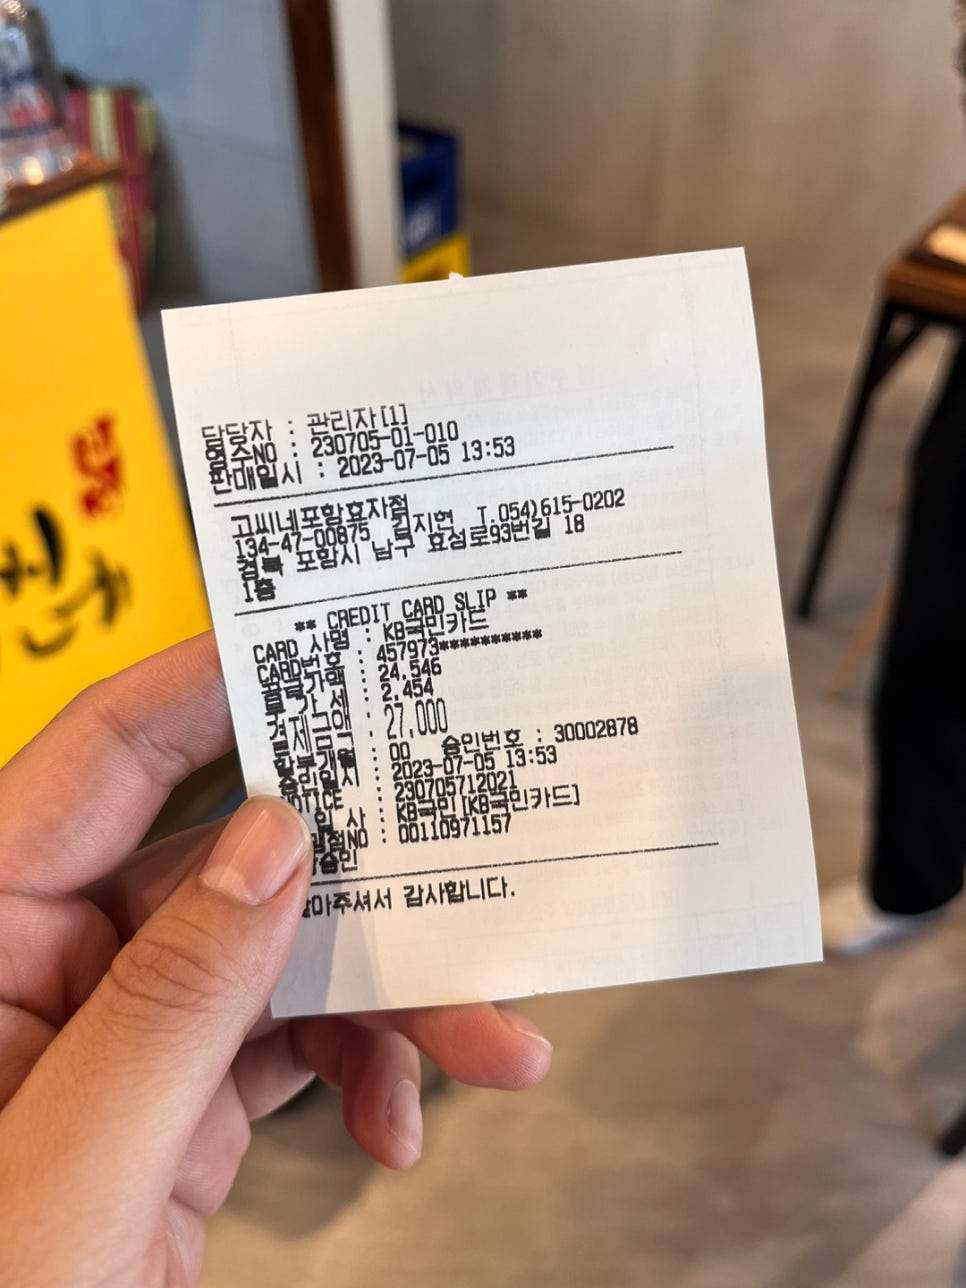 담당자 : 관리자[1]
영수NO : 230705-01-010
판매일시 : 2023-07-05 13:53
고씨네포항효자점
134-47-00875 김지현 T.054)615-0202
경북 포항시 남구 효성로93번길 18
1층
** CREDIT CARD SLIP **
CARD 사명 : KB국민카드
CARD번호 : 457973**********
공급가액 : 24,546
부 가 세 : 2,454
결제금액 : 27,000
할부개월 : 00 승인번호 : 30002878
승인일시 : 2023-07-05 13:53
NOTICE : 230705712021
입 사 : KB국민[KB국민카드]
맹점NO : 00110971157
승인
아주셔서 감사합니다.